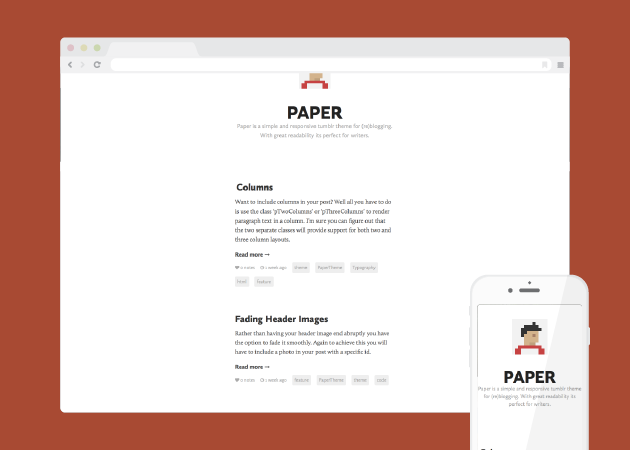 PAPER
Paper is a simple and responsive tumblr theme for (re)blogging.
With great readability its perfect for writers.
Columns
Want to include columns in your post? Well all you have to do
is use the class 'pTwoColumns' or 'pThreeColumns' to render
paragraph text in a column. I'm sure you can figure out that
the two separate classes will provide support for both two and
three column layouts.
Read more →
0 notes 1 week ago theme PaperTheme Typography
html feature
Fading Header Images
Rather than having your header image end abruptly you have
the option to fade it smoothly. Again to achieve this you will
have to include a photo in your post with a specific id.
Read more →
0 notes 1 week ago feature PaperTheme theme code
PAPER
Paper is a simple and responsive tumblr theme
for (re)blogging. With great readability its
perfect for writers.